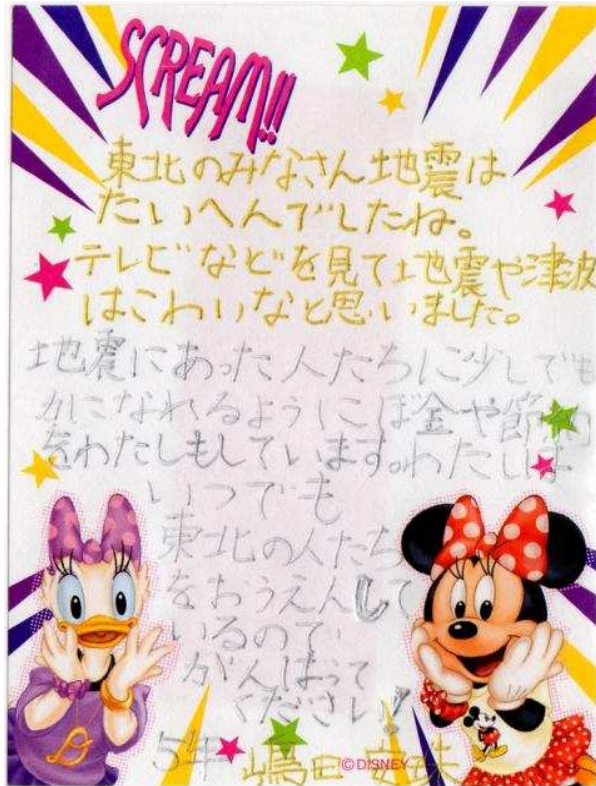 SCREAM!!
東北のみなさん地震は
たいへんでしたね。
テレビなどを見て地震や津波
はこわいなと思いました。
地震にあった人たちに少しでも
力になれるようにぼ金や節
をわたしもしています。わたしは
いつでも
東北の人たち
をおうえんして
いるので
がんばって
ください!
5年 嶋田
©DISNEY